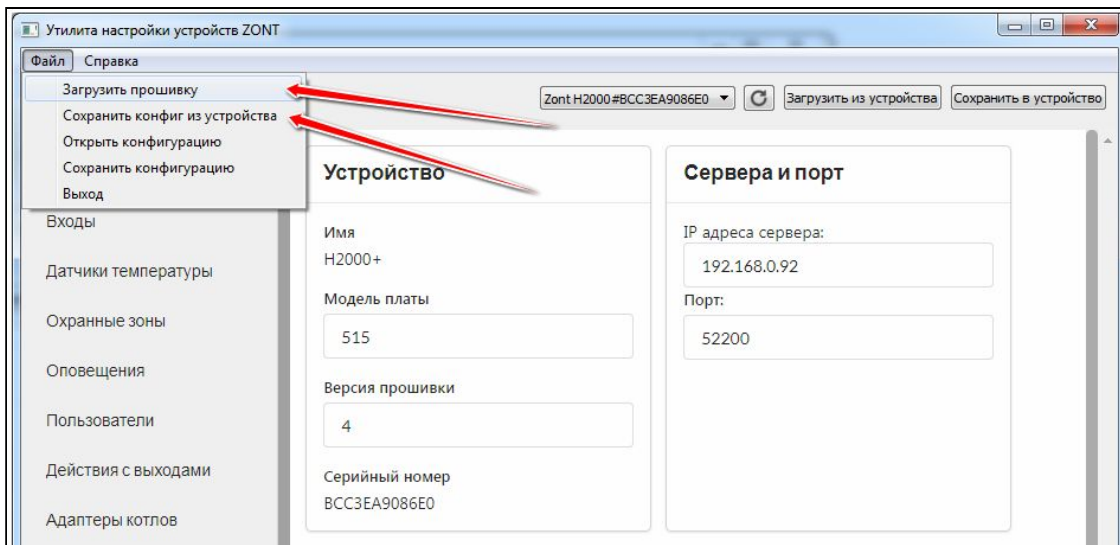 Утилита настройки устройств ZONT
Файл Справка
Загрузить прошивку
Сохранить конфиг из устройства
Открыть конфигурацию
Сохранить конфигурацию
Выход
Zont H2000#BCC3EA9086E0 Загрузить из устройства Сохранить в устройство
Входы
Датчики температуры
Охранные зоны
Оповещения
Пользователи
Действия с выходами
Адаптеры котлов
Устройство
Имя
H2000+
Модель платы
515
Версия прошивки
4
Серийный номер
BCC3EA9086E0
Сервера и порт
IP адреса сервера:
192.168.0.92
Порт:
52200